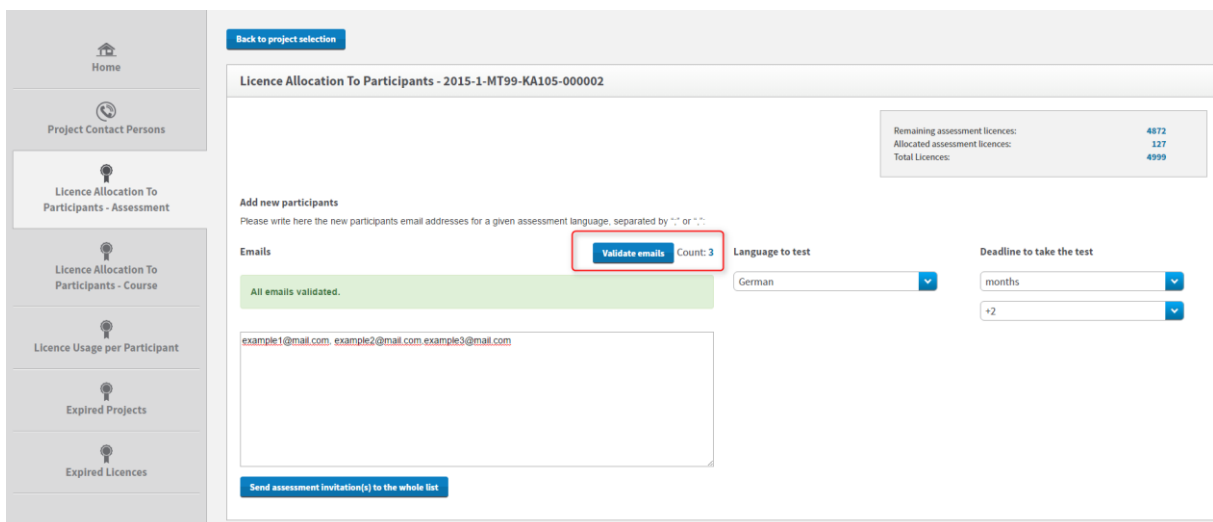 Home
Project Contact Persons
Licence Allocation To
Participants - Assessment
Licence Allocation To
Participants - Course
Licence Usage per Participant
Expired Projects
Expired Licences
Back to project selection
Licence Allocation To Participants - 2015-1-MT99-KA105-000002
Remaining assessment licences: 4872
Allocated assessment licences: 127
Total Licences: 4999
Add new participants
Please write here the new participants email addresses for a given assessment language, separated by ";" or ",":
Emails
Validate emails Count: 3
Language to test
Deadline to take the test
All emails validated.
German
months
+2
example1@mail.com, example2@mail.com,example3@mail.com
Send assessment invitation(s) to the whole list